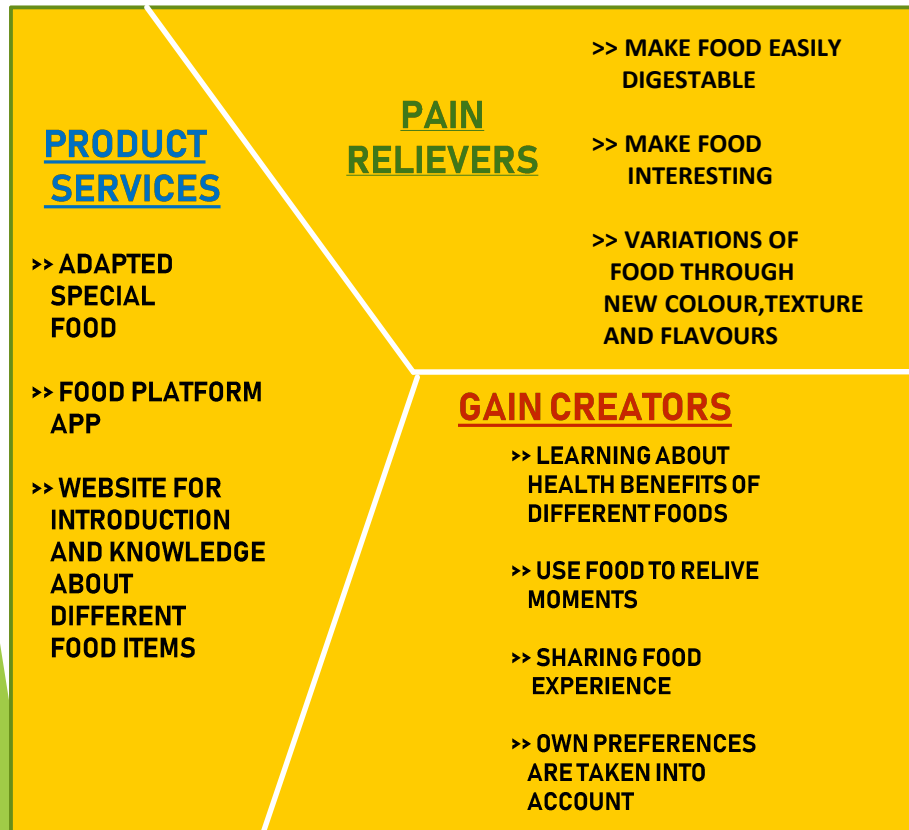 PRODUCT
SERVICES
>> ADAPTED
SPECIAL
FOOD
>> FOOD PLATFORM
APP
>> WEBSITE FOR
INTRODUCTION
AND KNOWLEDGE
ABOUT
DIFFERENT
FOOD ITEMS
PAIN
RELIEVERS
>> MAKE FOOD EASILY
DIGESTABLE
>> MAKE FOOD
INTERESTING
>> VARIATIONS OF
FOOD THROUGH
NEW COLOUR,TEXTURE
AND FLAVOURS
GAIN CREATORS
>> LEARNING ABOUT
HEALTH BENEFITS OF
DIFFERENT FOODS
>> USE FOOD TO RELIVE
MOMENTS
>> SHARING FOOD
EXPERIENCE
>> OWN PREFERENCES
ARE TAKEN INTO
ACCOUNT